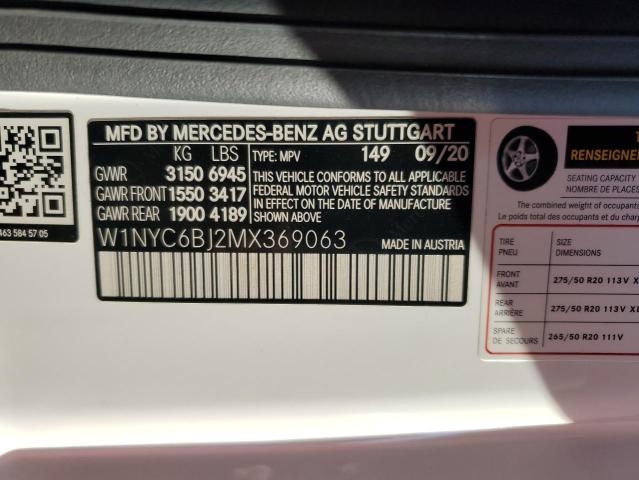 MFD BY MERCEDES-BENZ AG STUTTGART
KG LBS
GVWR 3150 6945
GAWR FRONT 1550 3417
GAWR REAR 1900 4189
TYPE: MPV 149 09/20
THIS VEHICLE CONFORMS TO ALL APPLICABLE
FEDERAL MOTOR VEHICLE SAFETY STANDARDS
IN EFFECT ON THE DATE OF MANUFACTURE
SHOWN ABOVE.
W1NYC6BJ2MX369063
MADE IN AUSTRIA
463 584 57 05
RENSEIGNE
SEATING CAPACITY
NOMBRE DE PLACES
The combined weight of occupants
Le poids total des occupants et du charg
TIRE SIZE
PNEU DIMENSIONS
FRONT
AVANT
275/50 R20 113V
REAR
ARRIÈRE
275/50 R20 113V
SPARE
DE SECOURS
265/50 R20 111V